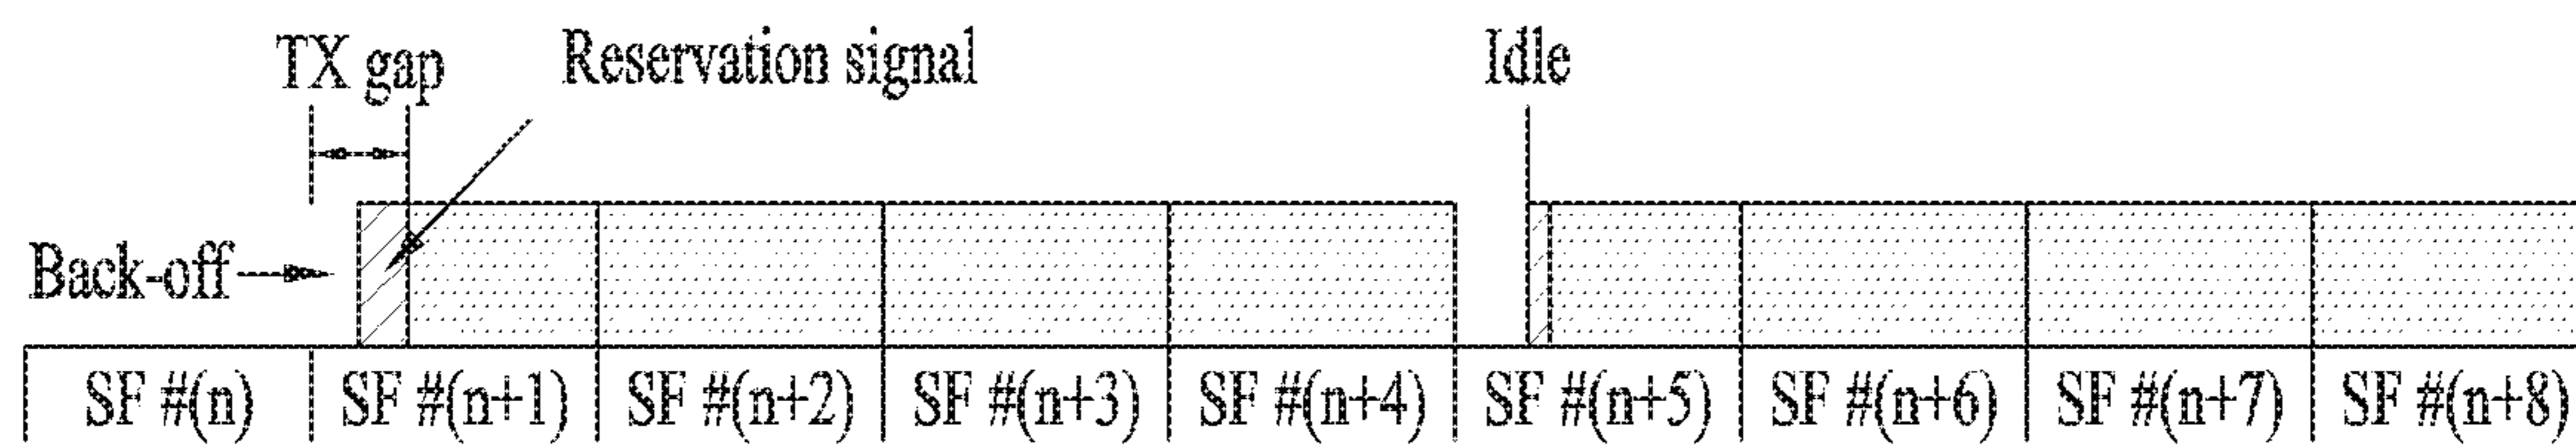 TX gap Reservation signal Idle
Back-off
SF #(n) SF #(n+1) SF #(n+2) SF #(n+3) SF #(n+4) SF #(n+5) SF #(n+6) SF #(n+7) SF #(n+8)